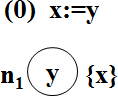 (0) x:=y
n₁ y {x}